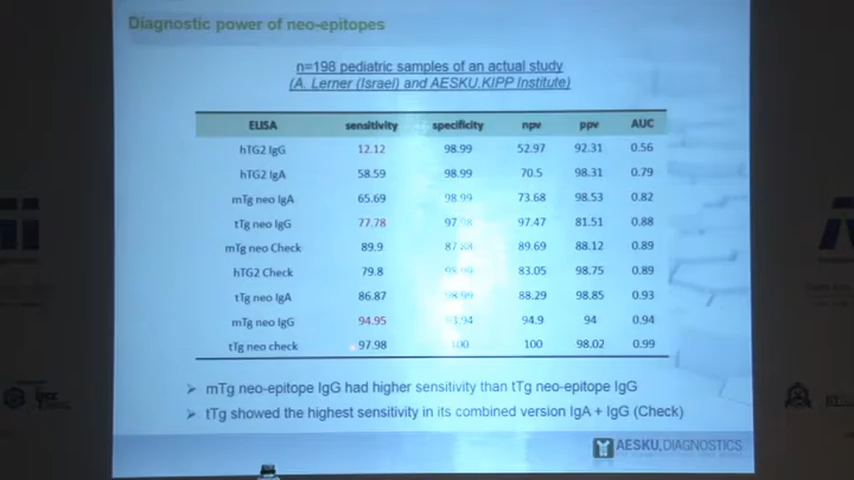 Diagnostic power of neo-epitopes
n=198 pediatric samples of an actual study
(A. Lerner (Israel) and AESKU.KIPP Institute)
ELISA sensitivity specificity npv ppv AUC
hTG2 IgG 12.12 98.99 52.97 92.31 0.56
hTG2 IgA 58.59 98.99 70.5 98.31 0.79
mTg neo IgA 65.69 98.99 73.68 98.53 0.82
tTg neo IgG 77.78 97.47 81.51 0.88
mTg neo Check 89.9 89.69 88.12 0.89
hTG2 Check 79.8 83.05 98.75 0.89
tTg neo IgA 86.87 98.99 88.29 98.85 0.93
mTg neo IgG 94.95 94.9 94 0.94
tTg neo check 97.98 100 100 98.02 0.99
mTg neo-epitope IgG had higher sensitivity than tTg neo-epitope IgG
tTg showed the highest sensitivity in its combined version IgA + IgG (Check)
AESKU.DIAGNOSTICS